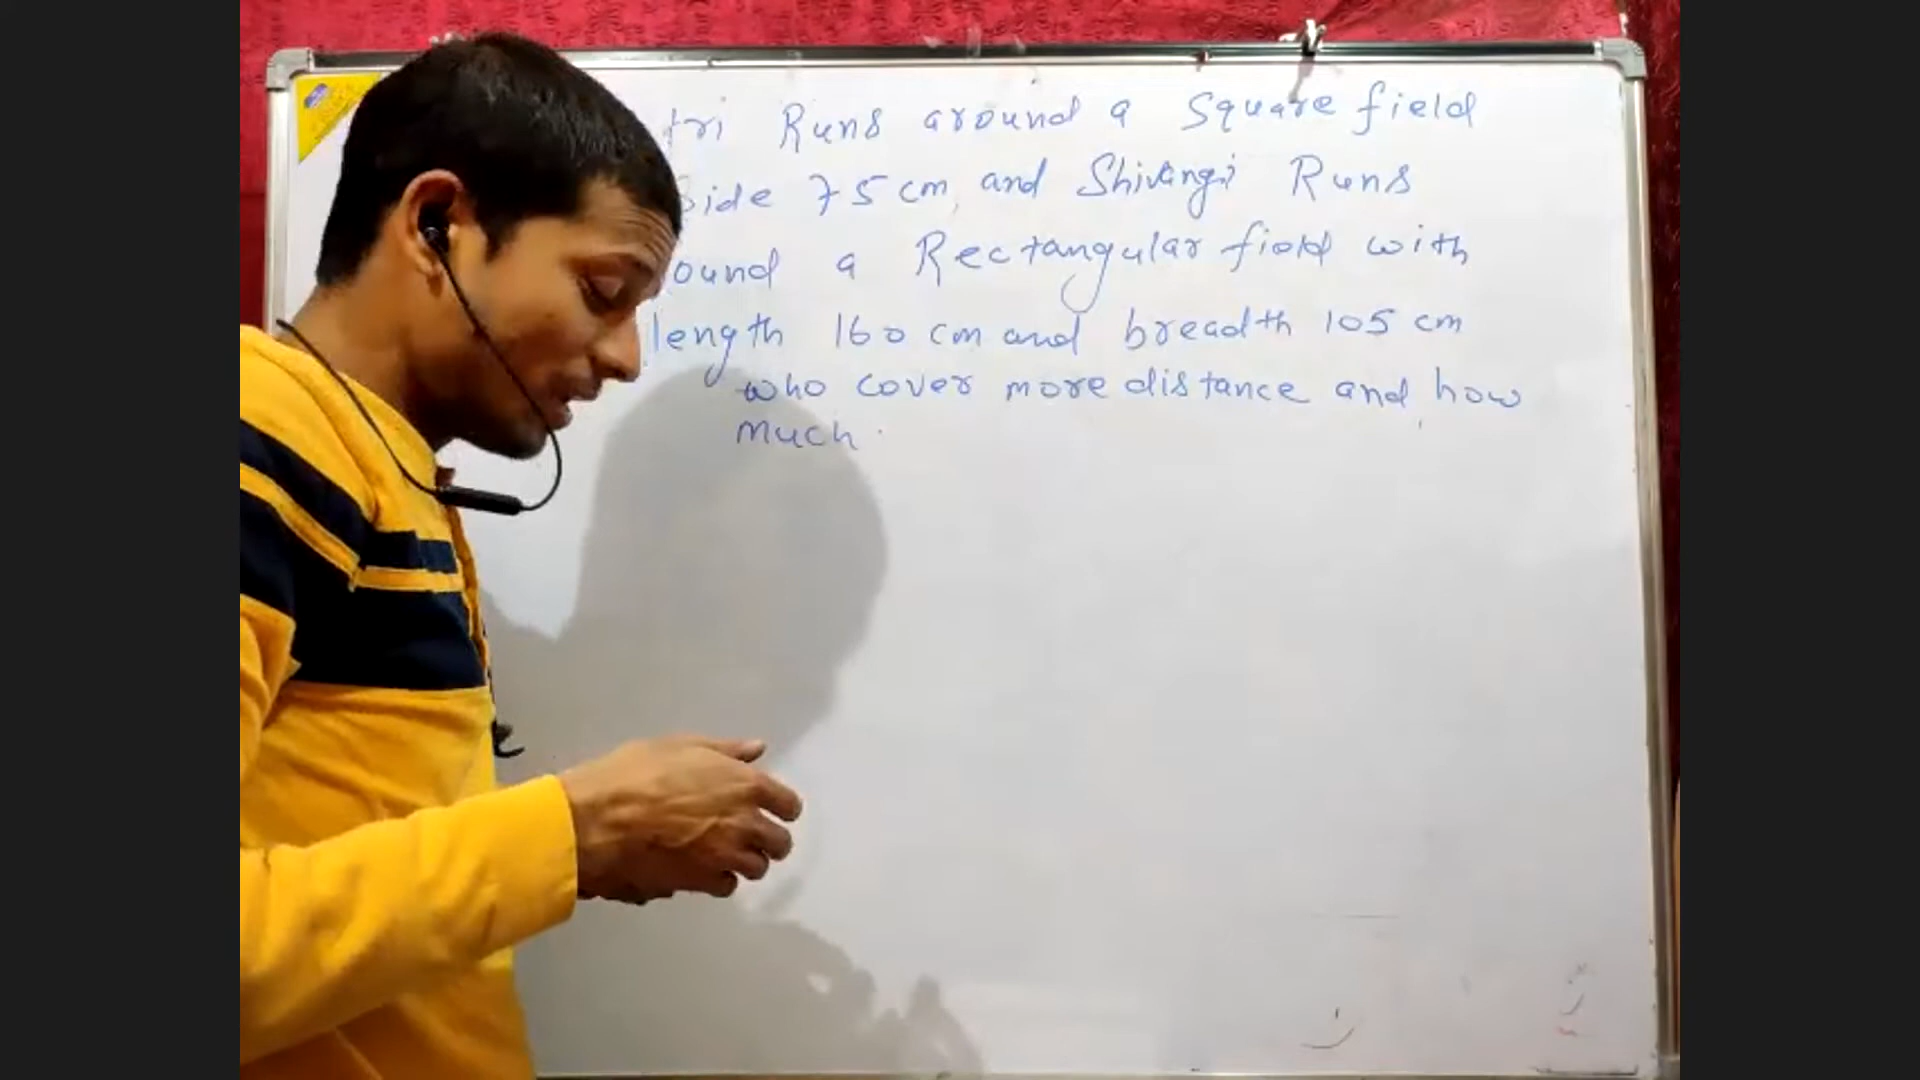 tri Runs around a Square field
Side 75 cm, and Shivangi Runs
ound a Rectangular field with
length 160 cm and breadth 105 cm
who cover more distance and how
much.